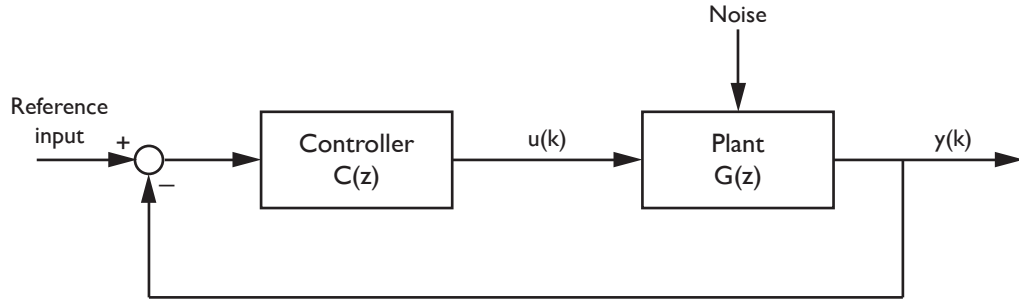 Noise
Reference
input
+
−
Controller
C(z)
u(k)
Plant
G(z)
y(k)